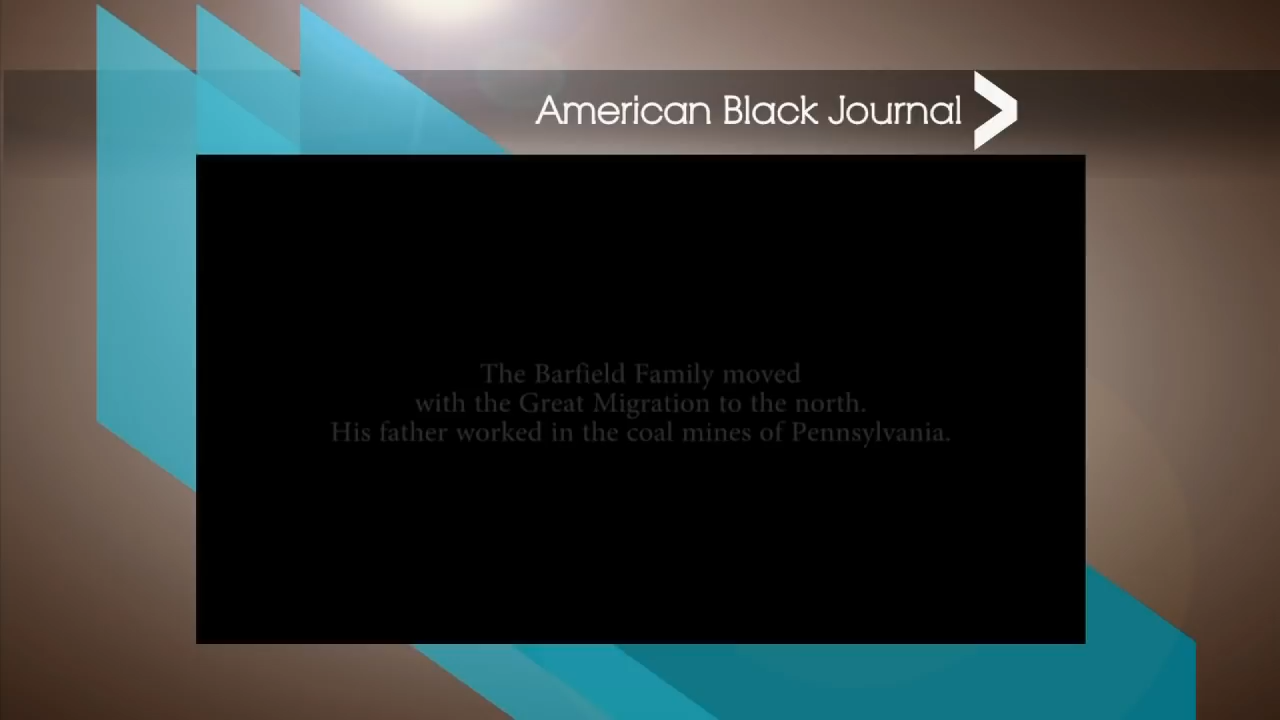 American Black Journal
The Barfield Family moved
with the Great Migration to the north.
His father worked in the coal mines of Pennsylvania.